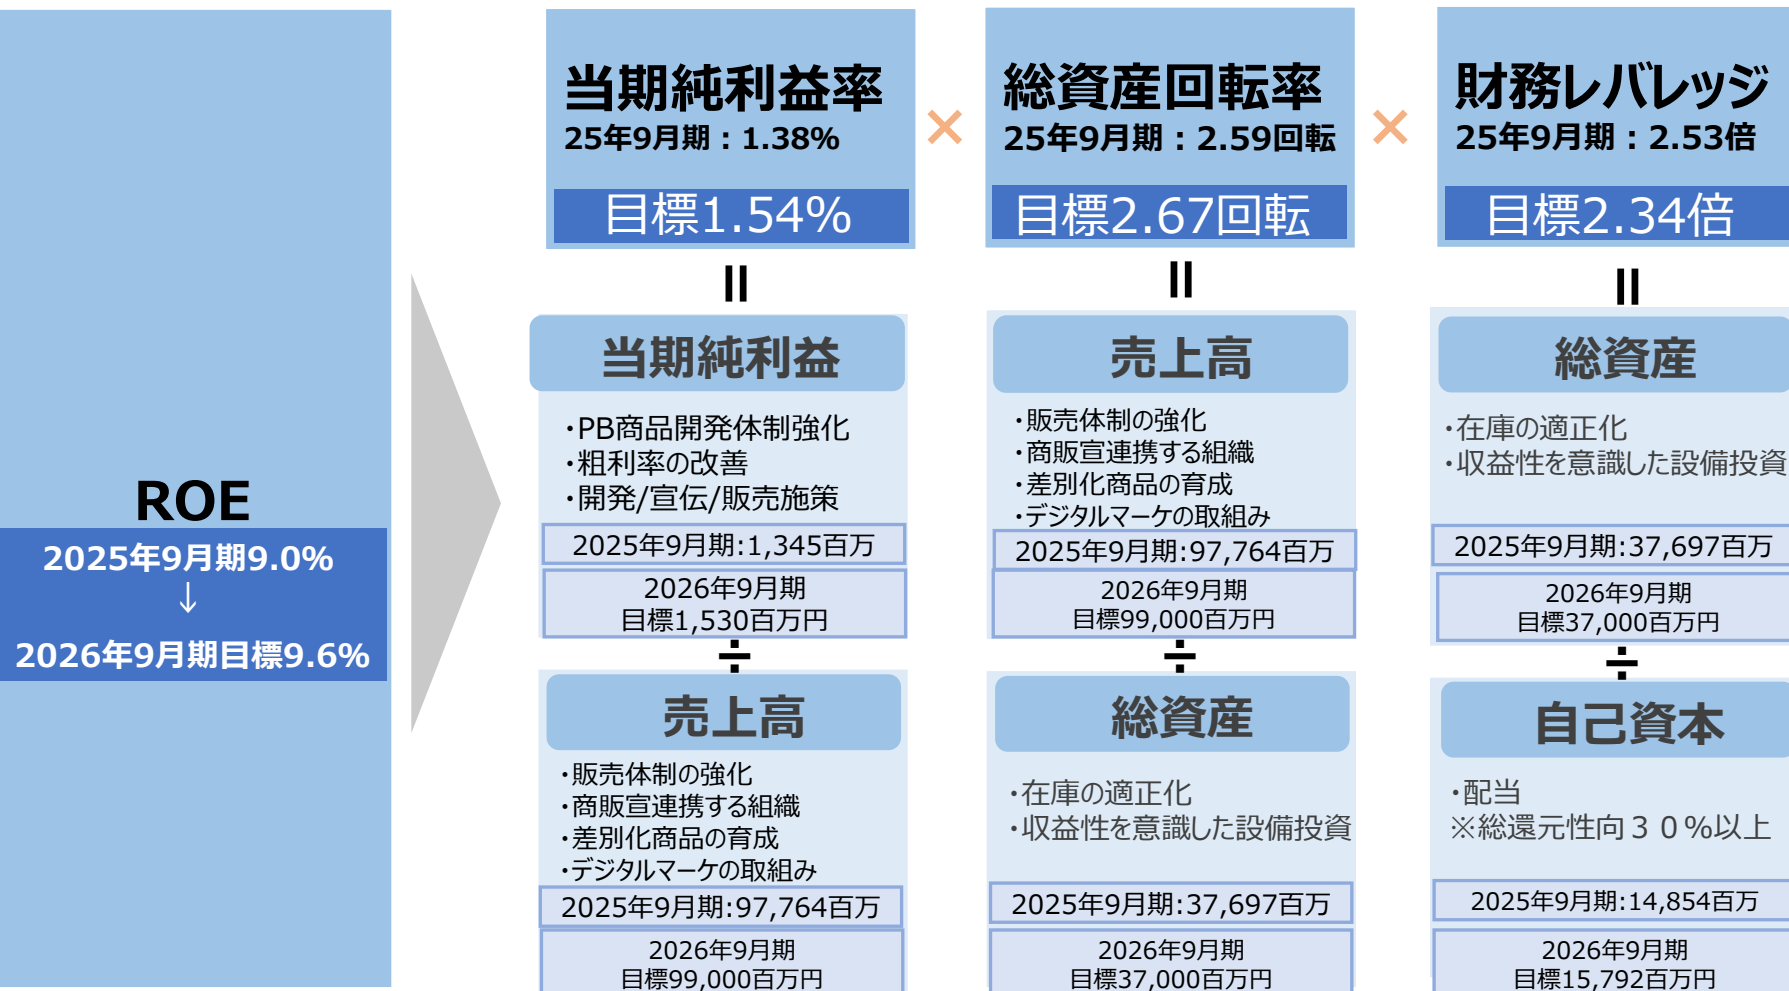 ROE
2025年9月期9.0%
↓
2026年9月期目標9.6%
当期純利益率
25年9月期：1.38%
目標1.54%
×
総資産回転率
25年9月期：2.59回転
目標2.67回転
×
財務レバレッジ
25年9月期：2.53倍
目標2.34倍
=
当期純利益
・PB商品開発体制強化
・粗利率の改善
・開発/宣伝/販売施策
2025年9月期:1,345百万
2026年9月期
目標1,530百万円
÷
売上高
・販売体制の強化
・商販宣連携する組織
・差別化商品の育成
・デジタルマーケの取組み
2025年9月期:97,764百万
2026年9月期
目標99,000百万円
=
売上高
・販売体制の強化
・商販宣連携する組織
・差別化商品の育成
・デジタルマーケの取組み
2025年9月期:97,764百万
2026年9月期
目標99,000百万円
÷
総資産
・在庫の適正化
・収益性を意識した設備投資
2025年9月期:37,697百万
2026年9月期
目標37,000百万円
=
総資産
・在庫の適正化
・収益性を意識した設備投資
2025年9月期:37,697百万
2026年9月期
目標37,000百万円
÷
自己資本
・配当
※総還元性向３０%以上
2025年9月期:14,854百万
2026年9月期
目標15,792百万円